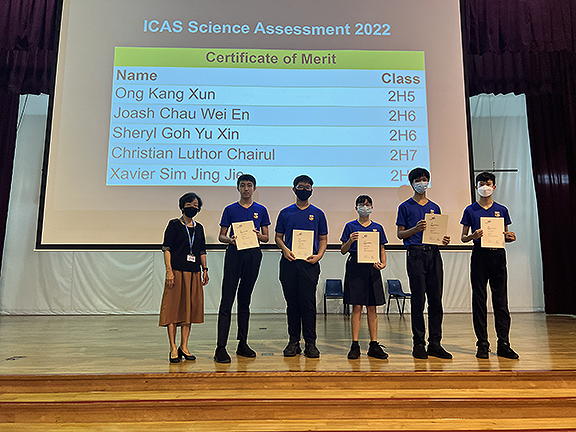 ICAS Science Assessment 2022
Certificate of Merit
Name Class
Ong Kang Xun 2H5
Joash Chau Wei En 2H6
Sheryl Goh Yu Xin 2H6
Christian Luthor Chairul 2H7
Xavier Sim Jing Jie